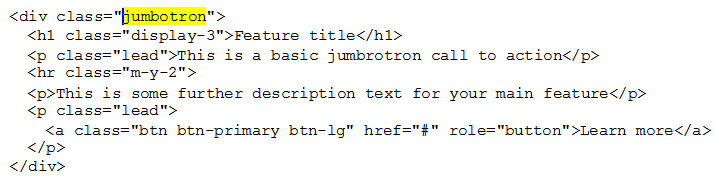 <div class="jumbotron">
<h1 class="display-3">Feature title</h1>
<p class="lead">This is a basic jumbrotron call to action</p>
<hr class="m-y-2">
<p>This is some further description text for your main feature</p>
<p class="lead">
<a class="btn btn-primary btn-lg" href="#" role="button">Learn more</a>
</p>
</div>